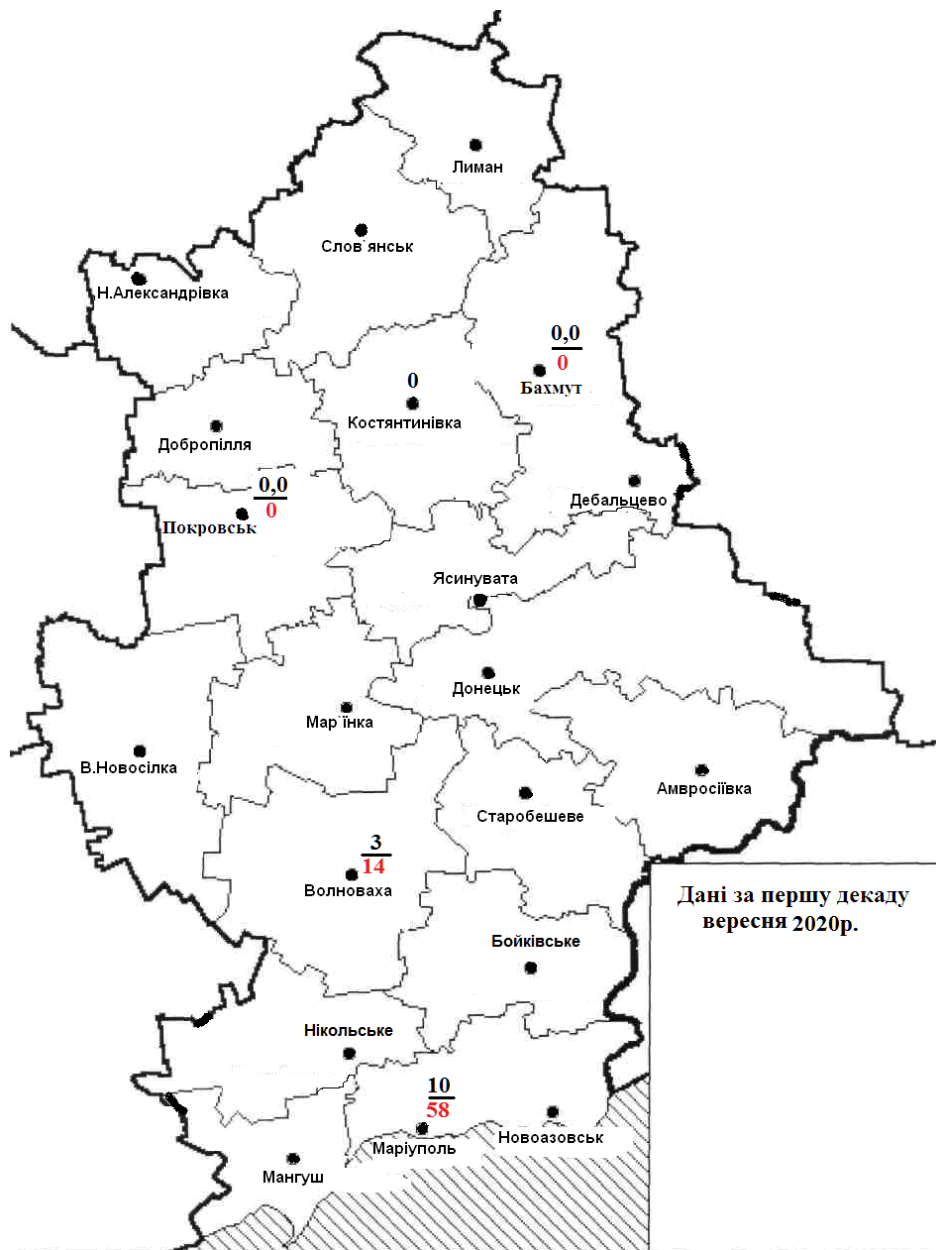 Лиман
Слов`янськ
Н.Александрівка
0,0
0
Бахмут
0
Костянтинівка
Добропілля
0,0
0
Покровськ
Дебальцево
Ясинувата
Донецьк
Мар`їнка
В.Новосілка
Амвросіївка
Старобешеве
3
14
Волноваха
Дані за першу декаду
вересня 2020р.
Бойківське
Нікольське
10
58
Маріуполь
Новоазовськ
Мангуш